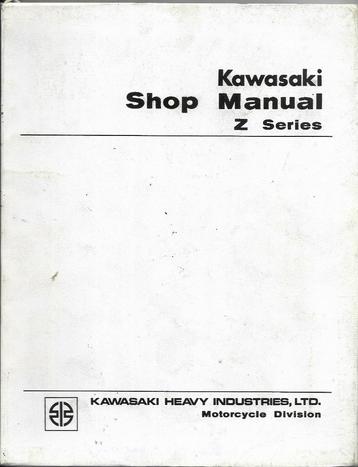 Kawasaki
Shop Manual
Z Series
KAWASAKI HEAVY INDUSTRIES, LTD.
Motorcycle Division